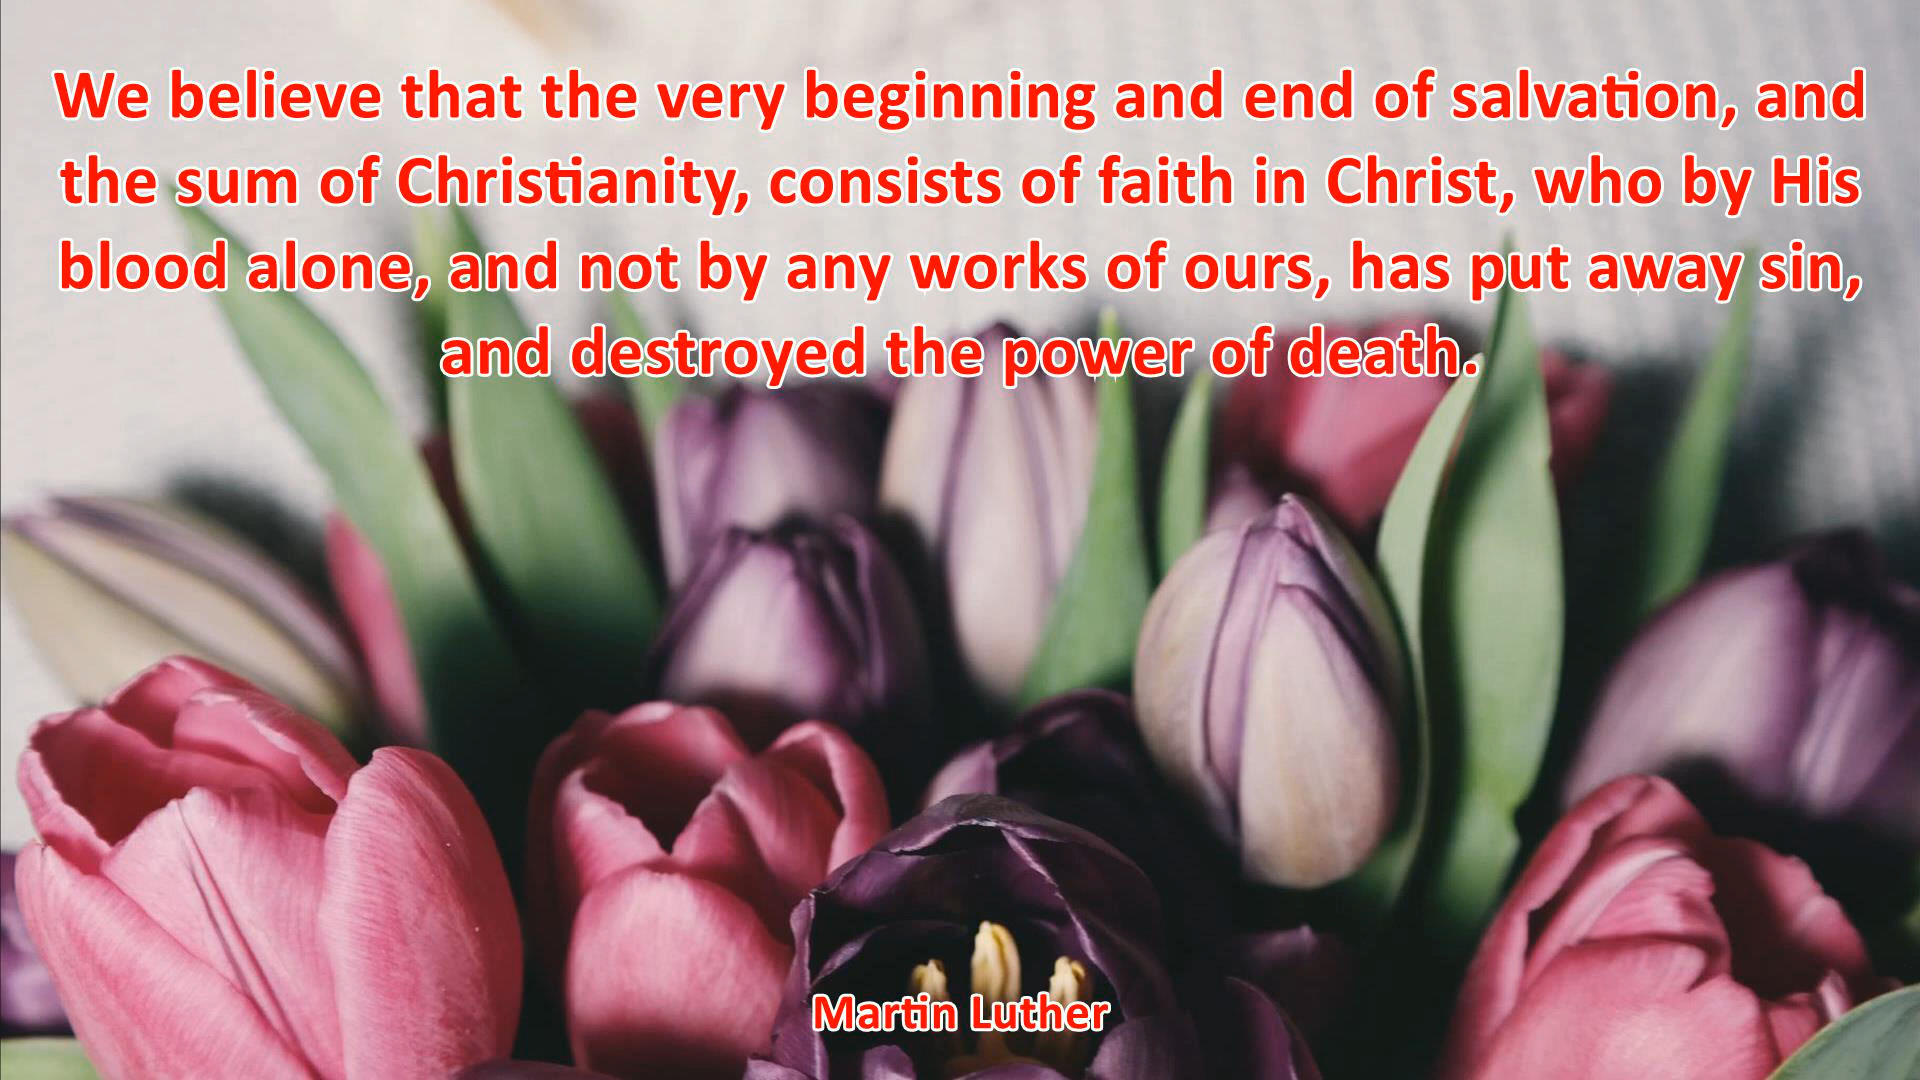 We believe that the very beginning and end of salvation, and
the sum of Christianity, consists of faith in Christ, who by His
blood alone, and not by any works of ours, has put away sin,
and destroyed the power of death.
Martin Luther